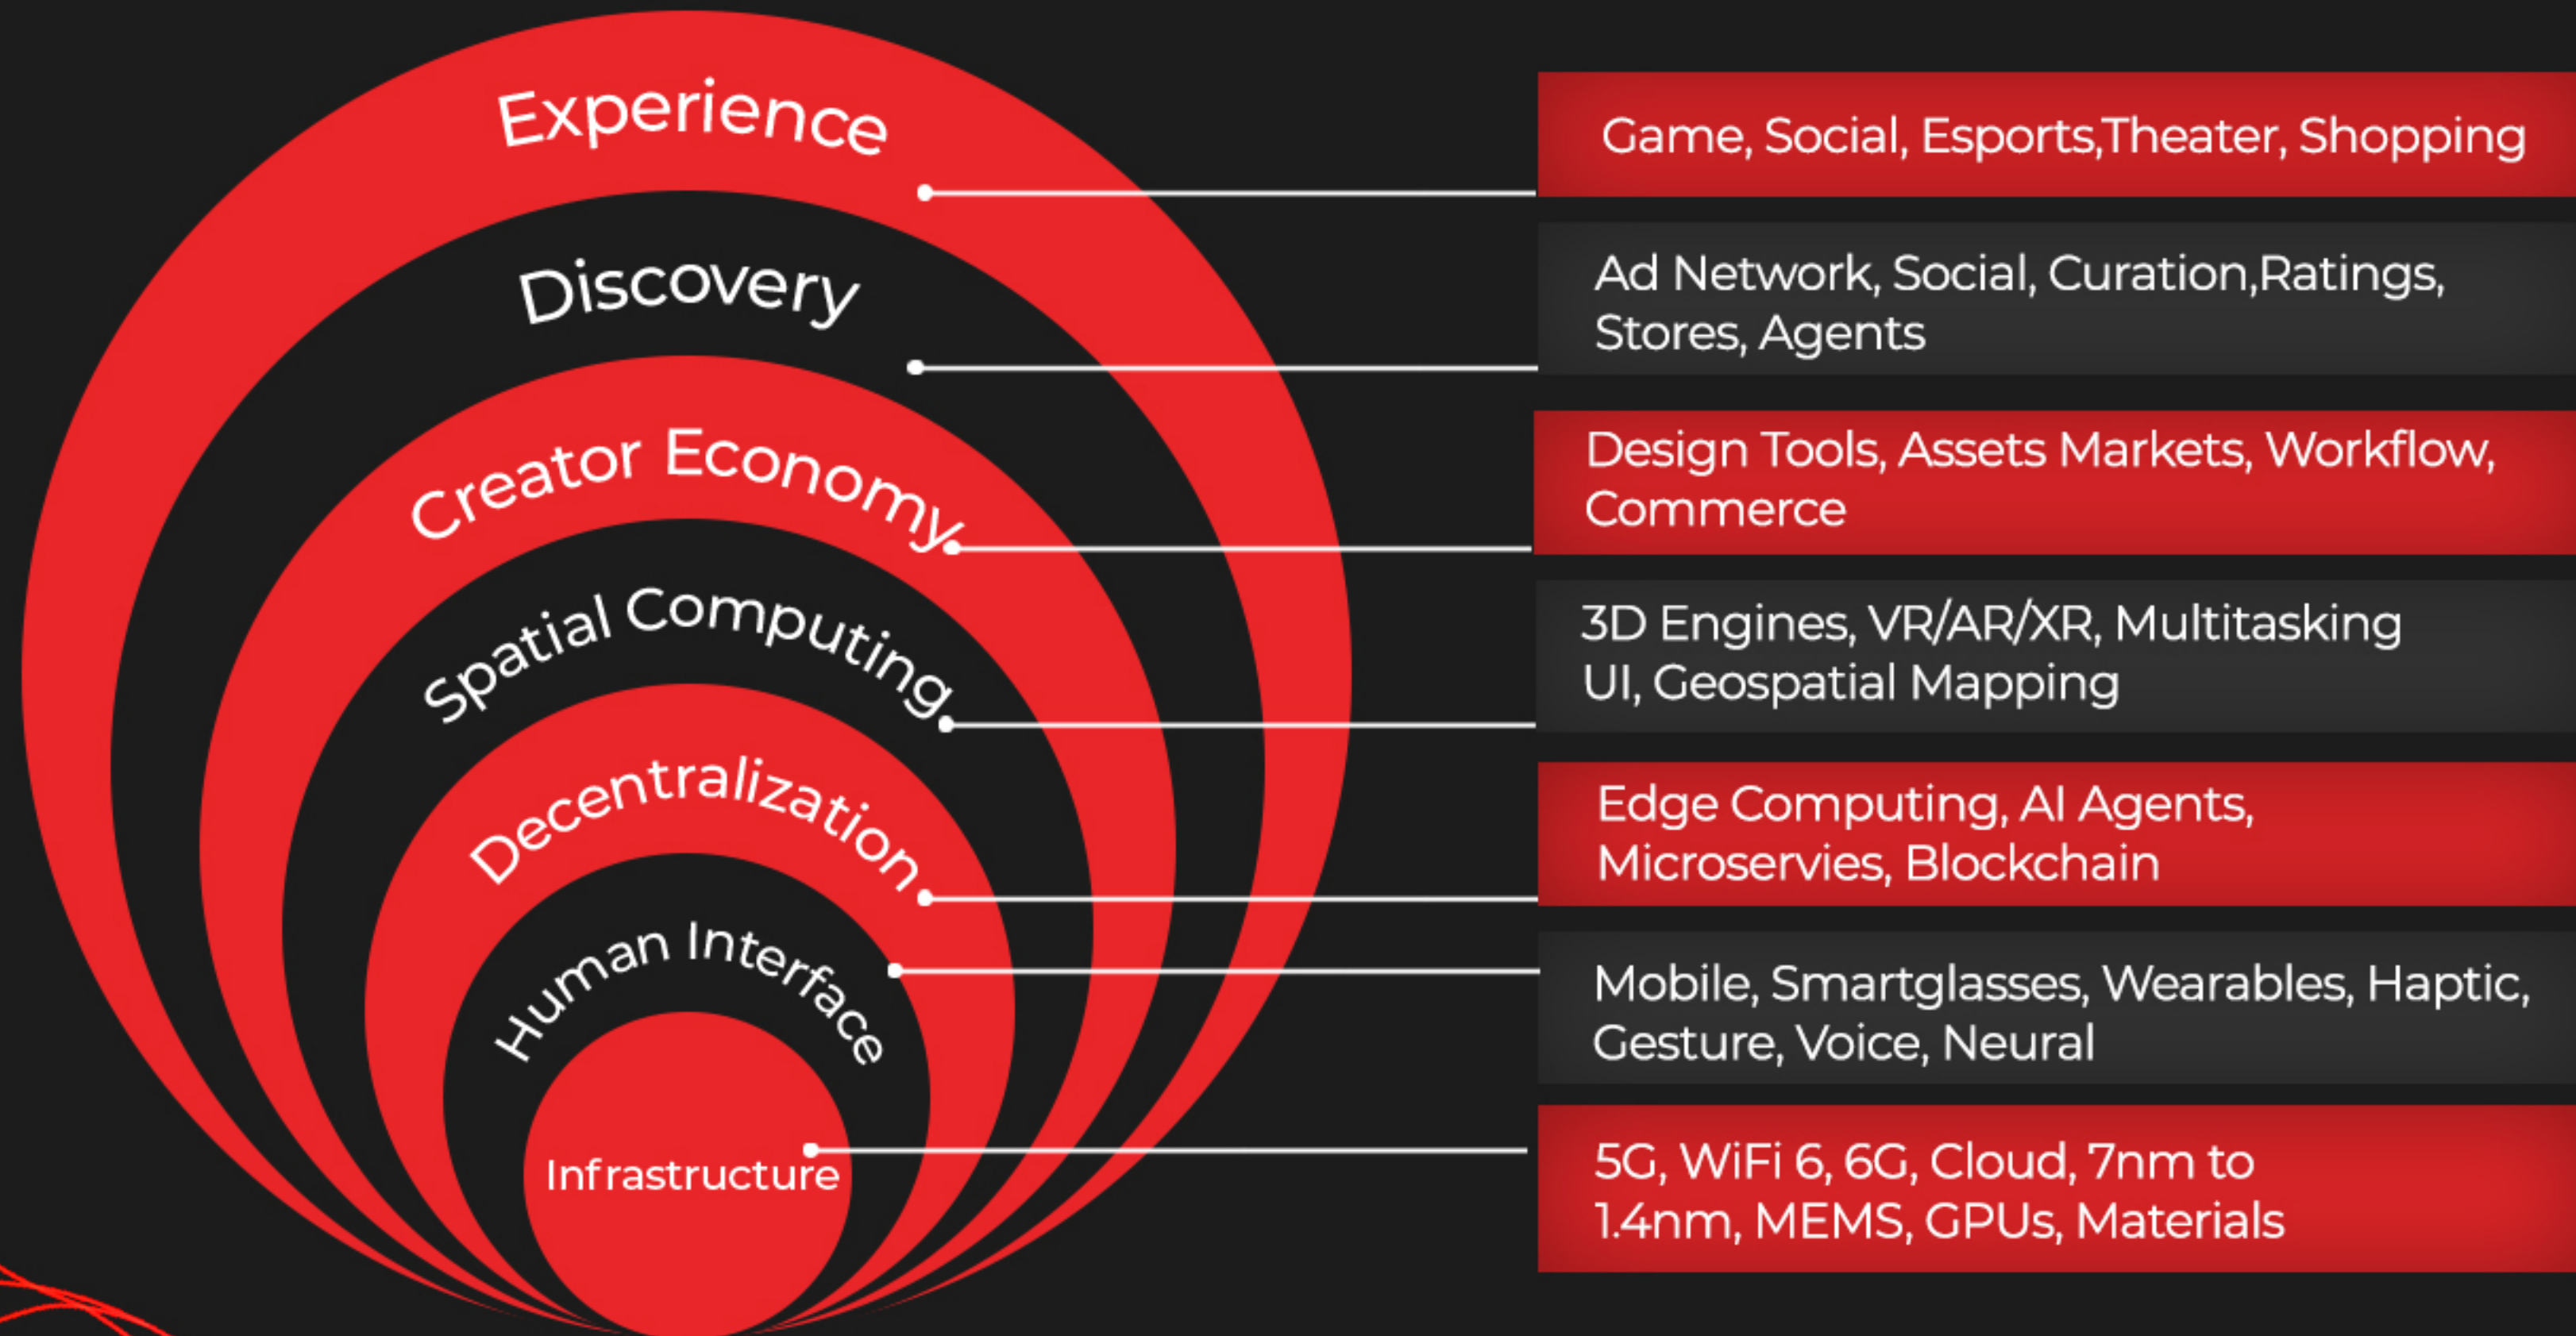 Experience
Game, Social, Esports,Theater, Shopping
Discovery
Ad Network, Social, Curation,Ratings,
Stores, Agents
Creator Economy
Design Tools, Assets Markets, Workflow,
Commerce
Spatial Computing
3D Engines, VR/AR/XR, Multitasking
UI, Geospatial Mapping
Decentralization
Edge Computing, AI Agents,
Microservies, Blockchain
Human Interface
Mobile, Smartglasses, Wearables, Haptic,
Gesture, Voice, Neural
Infrastructure
5G, WiFi 6, 6G, Cloud, 7nm to
1.4nm, MEMS, GPUs, Materials